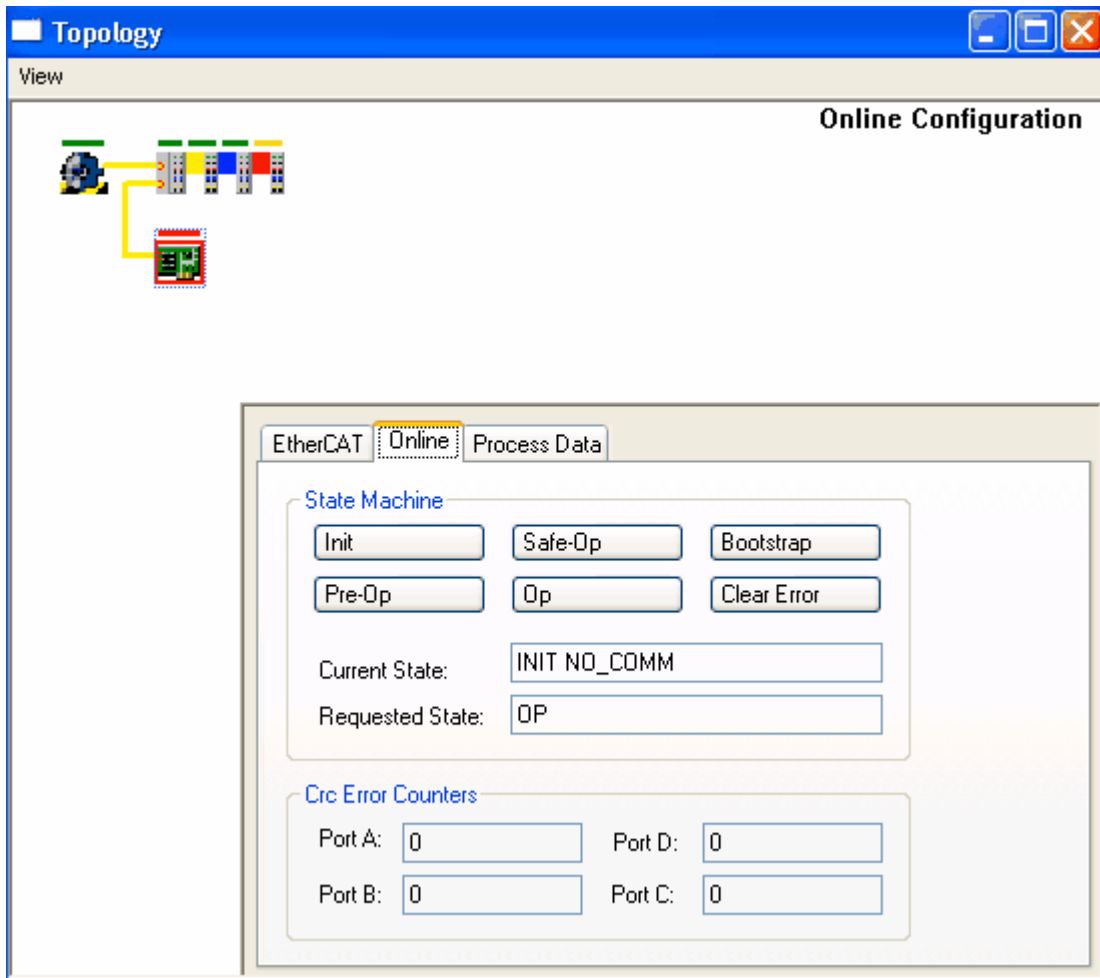 Topology
View
Online Configuration
EtherCAT Online Process Data
State Machine
Init Safe-Op Bootstrap
Pre-Op Op Clear Error
Current State: INIT NO_COMM
Requested State: OP
Crc Error Counters
Port A: 0 Port D: 0
Port B: 0 Port C: 0